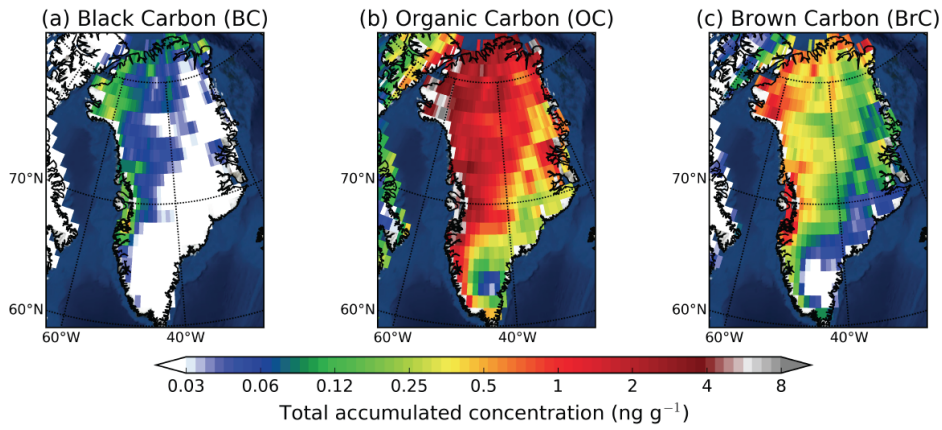 (a) Black Carbon (BC)
(b) Organic Carbon (OC)
(c) Brown Carbon (BrC)
70°N
70°N
70°N
60°N
60°N
60°N
60°W
40°W
60°W
40°W
60°W
40°W
0.03 0.06 0.12 0.25 0.5 1 2 4 8
Total accumulated concentration (ng g⁻¹)